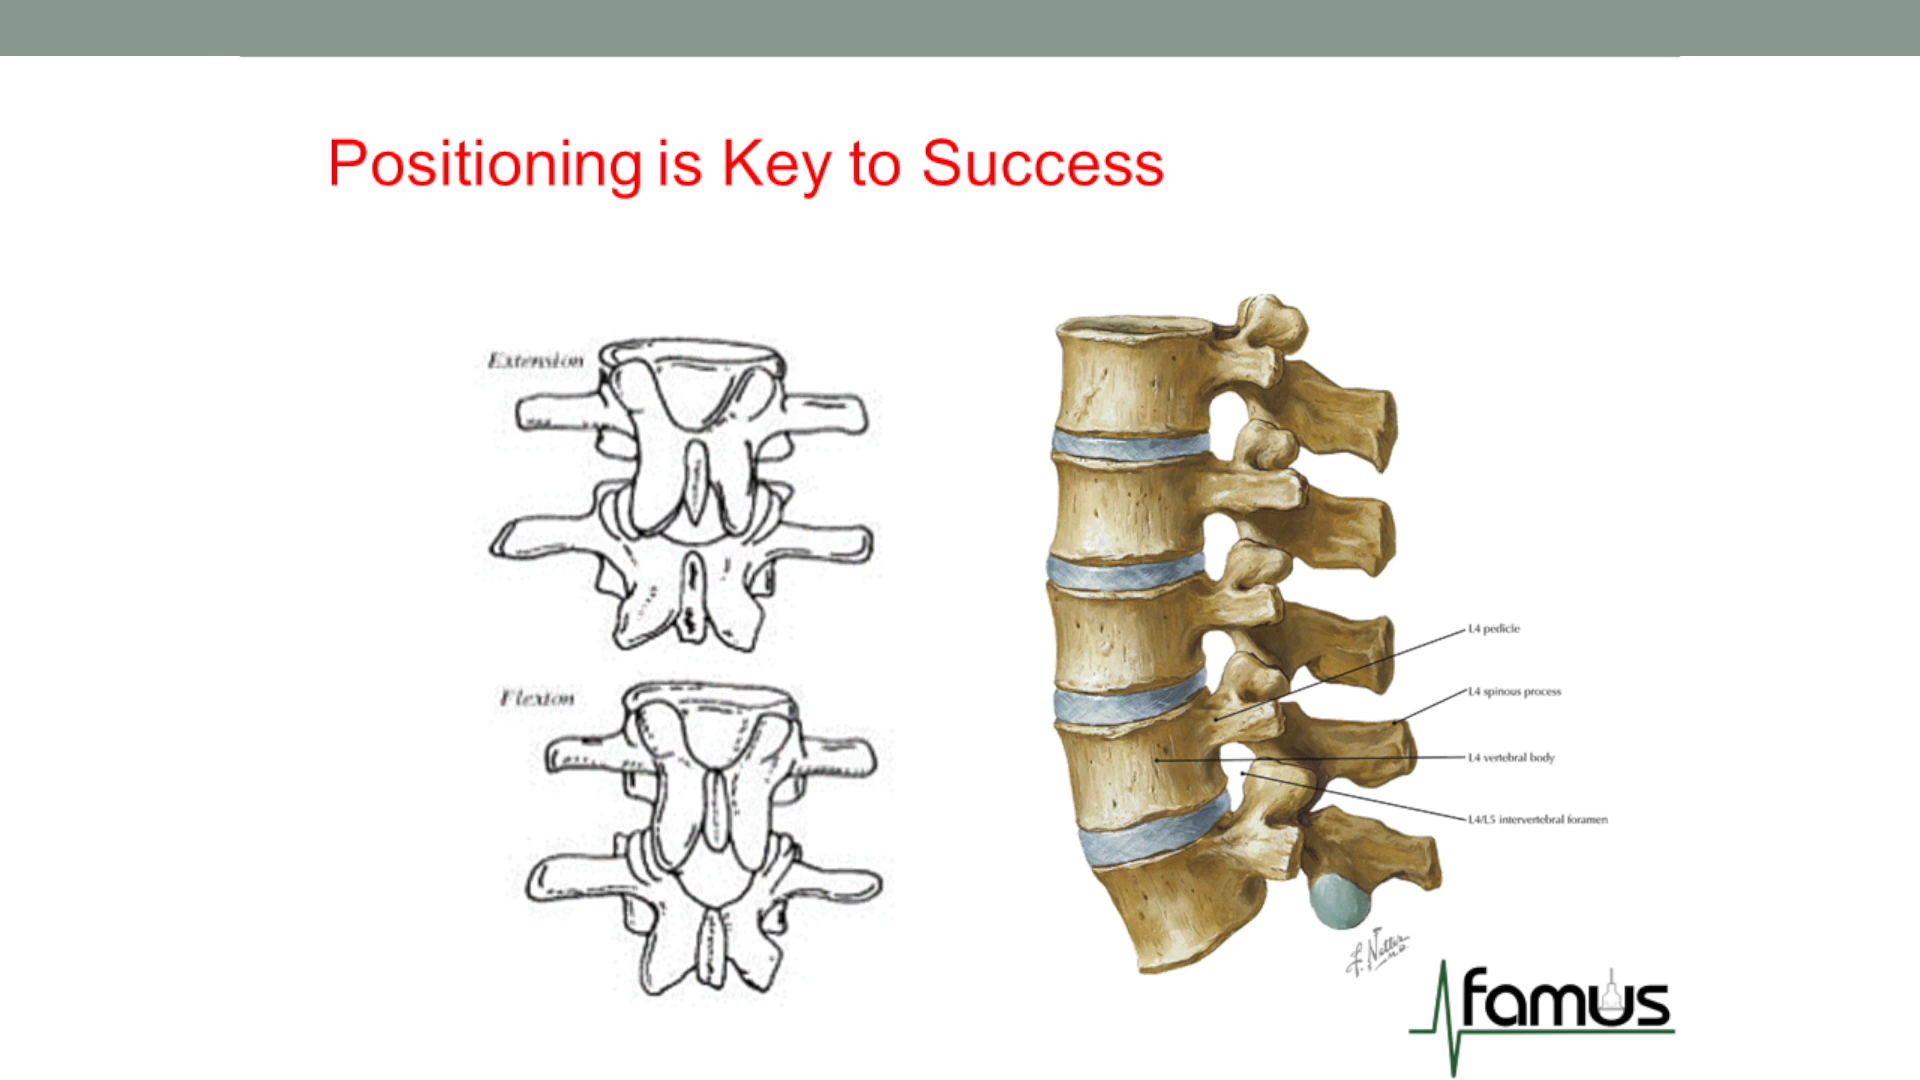 Positioning is Key to Success
Extension
Flexion
L4 pedicle
L4 spinous process
L4 vertebral body
L4/L5 intervertebral foramen
F. Netter
M.D.
famus